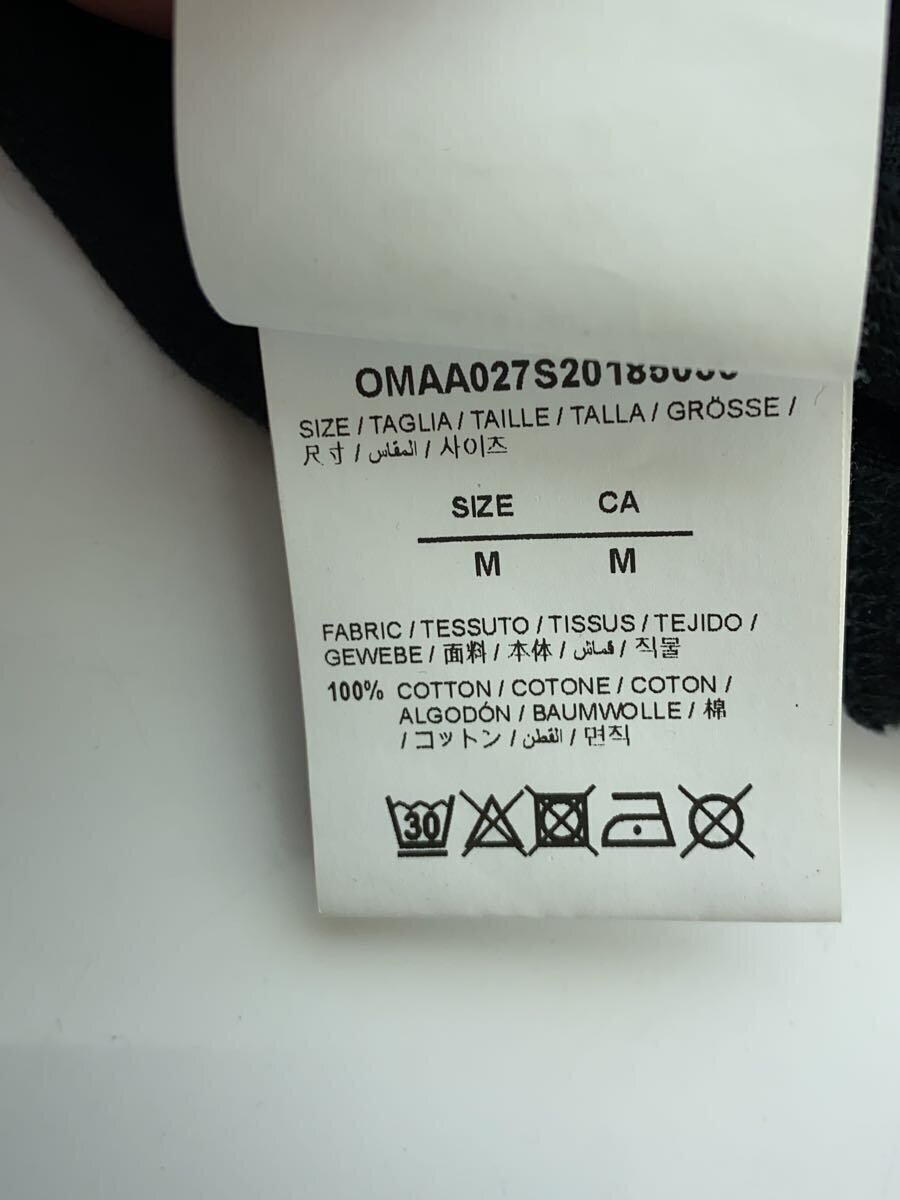 SIZE / TAGLIA / TAILLE / TALLA / GRÖSSE /
尺寸 / المقاس / 사이즈
SIZE CA
M M
FABRIC / TESSUTO / TISSUS / TEJIDO /
GEWEBE / 面料 / 本体 / قماش / 직물
100% COTTON / COTONE / COTON /
ALGODÓN / BAUMWOLLE / 棉
/ コットン / القطن / 면직
30